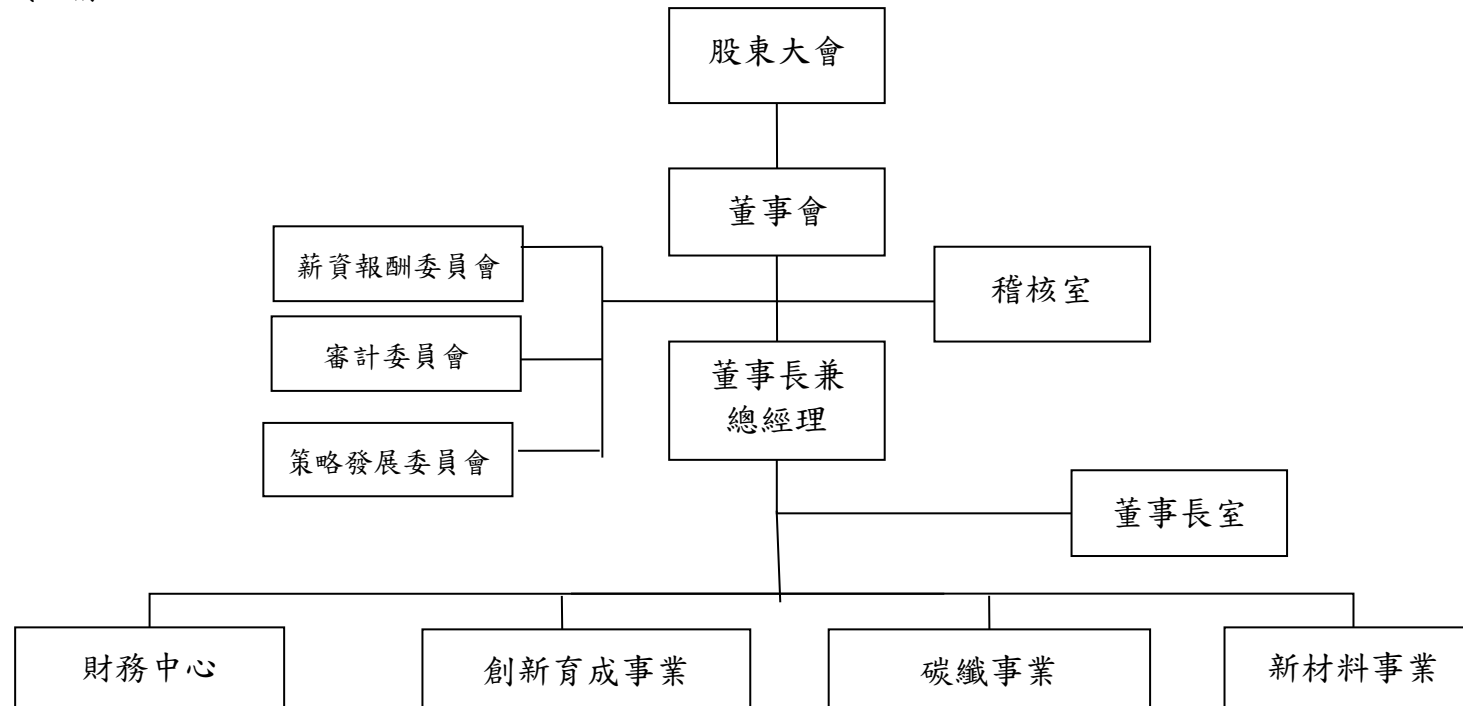 股東大會
董事會
薪資報酬委員會
稽核室
審計委員會
董事長兼
總經理
策略發展委員會
董事長室
財務中心
創新育成事業
碳纖事業
新材料事業